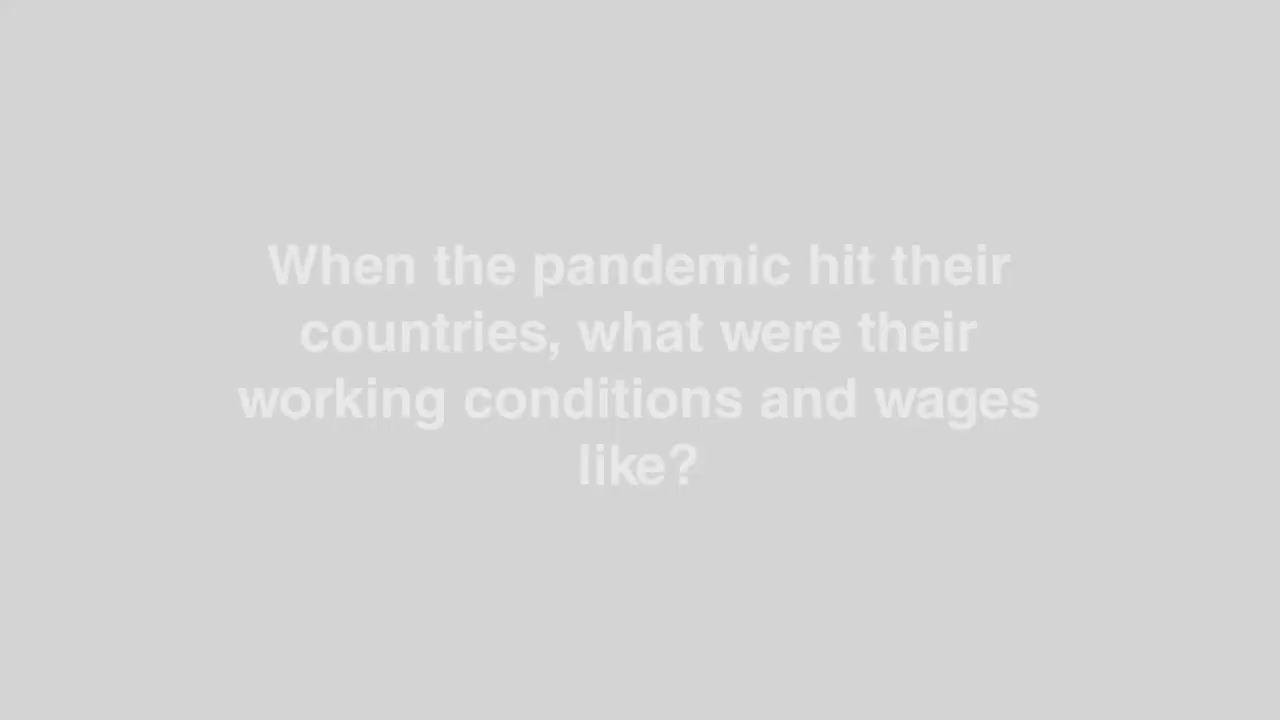 When the pandemic hit their
countries, what were their
working conditions and wages
like?